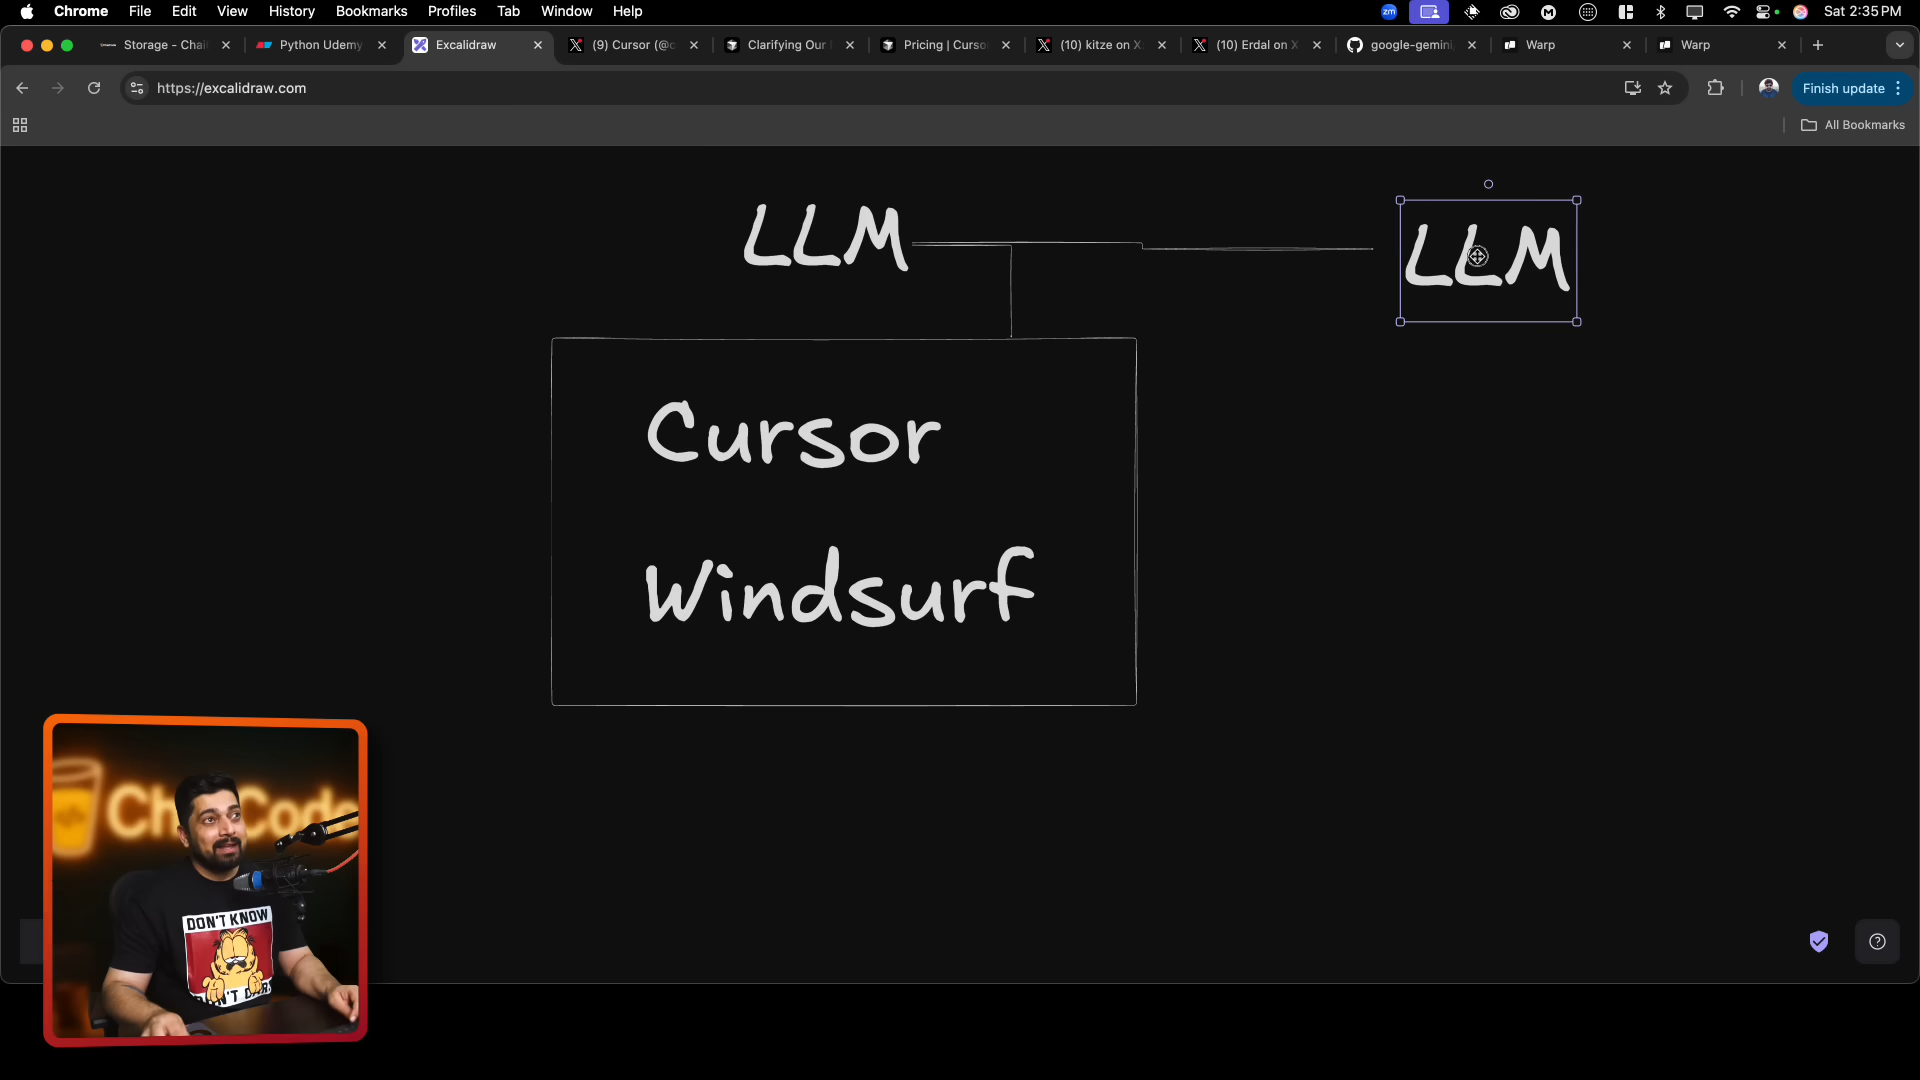 Chrome File Edit View History Bookmarks Profiles Tab Window Help
zm
Sat 2:35 PM
Storage - Chai
Python Udemy
Excalidraw
(9) Cursor (@c
Clarifying Our
Pricing | Curso
(10) kitze on X
(10) Erdal on X
google-gemini
Warp
Warp
https://excalidraw.com
Finish update
All Bookmarks
LLM
LLM
Cursor
Windsurf
DON'T KNOW